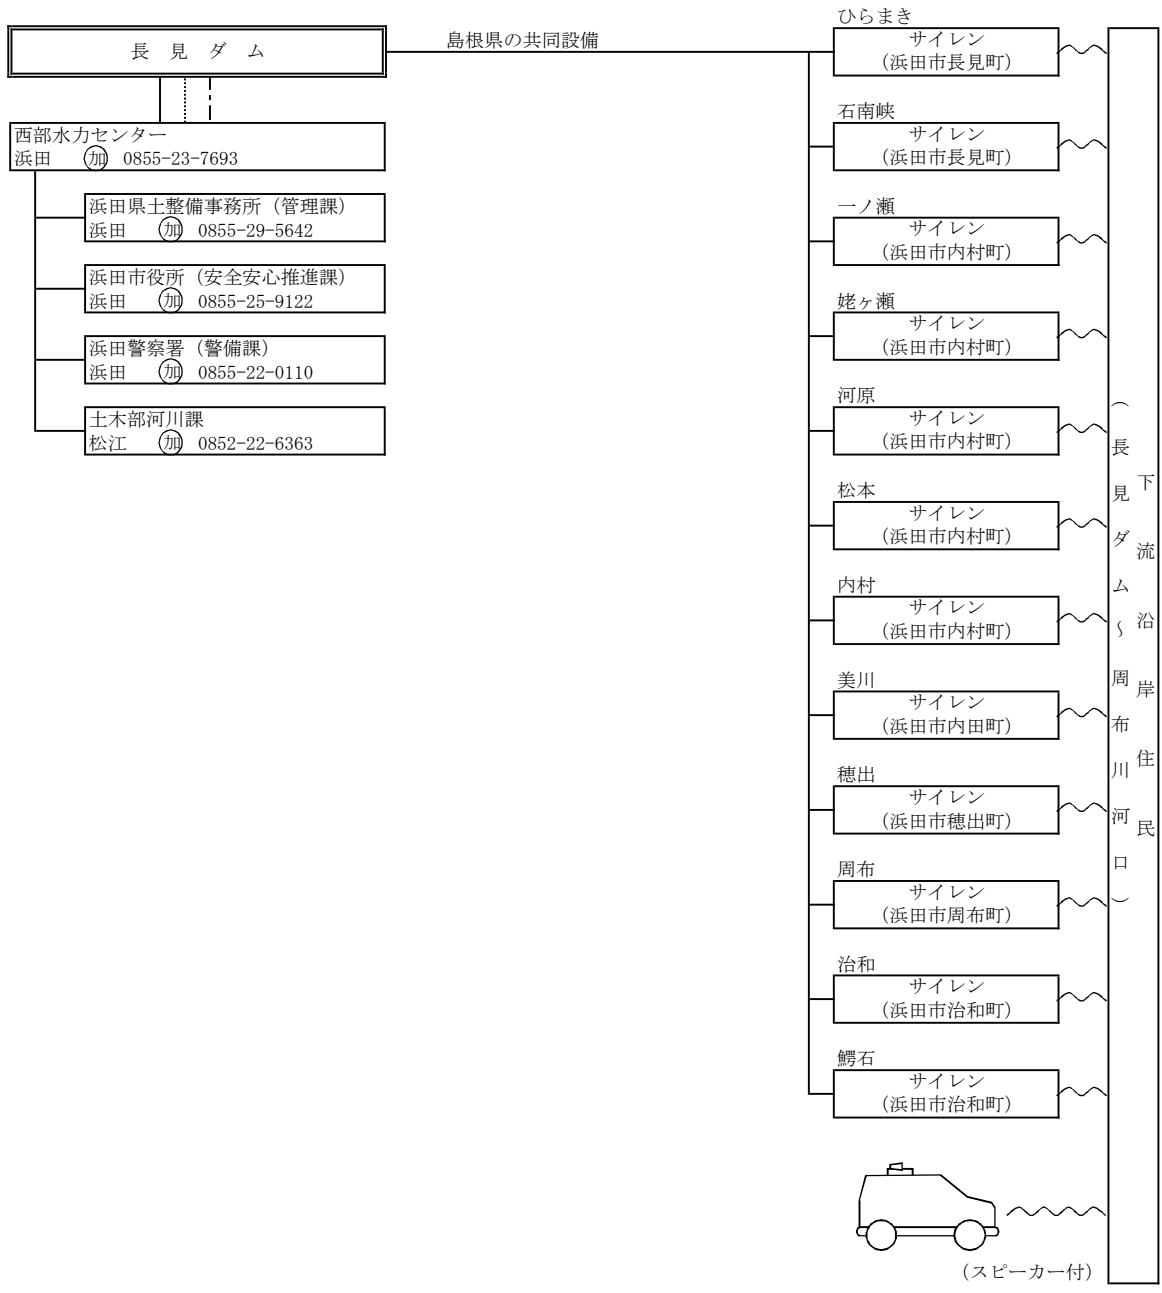 長見ダム
島根県の共同設備
西部水力センター
浜田 加 0855-23-7693
浜田県土整備事務所（管理課）
浜田 加 0855-29-5642
浜田市役所（安全安心推進課）
浜田 加 0855-25-9122
浜田警察署（警備課）
浜田 加 0855-22-0110
土木部河川課
松江 加 0852-22-6363
ひらまき
サイレン
（浜田市長見町）
石南峡
サイレン
（浜田市長見町）
一ノ瀬
サイレン
（浜田市内村町）
姥ヶ瀬
サイレン
（浜田市内村町）
河原
サイレン
（浜田市内村町）
松本
サイレン
（浜田市内村町）
内村
サイレン
（浜田市内村町）
美川
サイレン
（浜田市内田町）
穂出
サイレン
（浜田市穂出町）
周布
サイレン
（浜田市周布町）
治和
サイレン
（浜田市治和町）
鰐石
サイレン
（浜田市治和町）
（スピーカー付）
下流沿岸住民
（長見ダム～周布川河口）